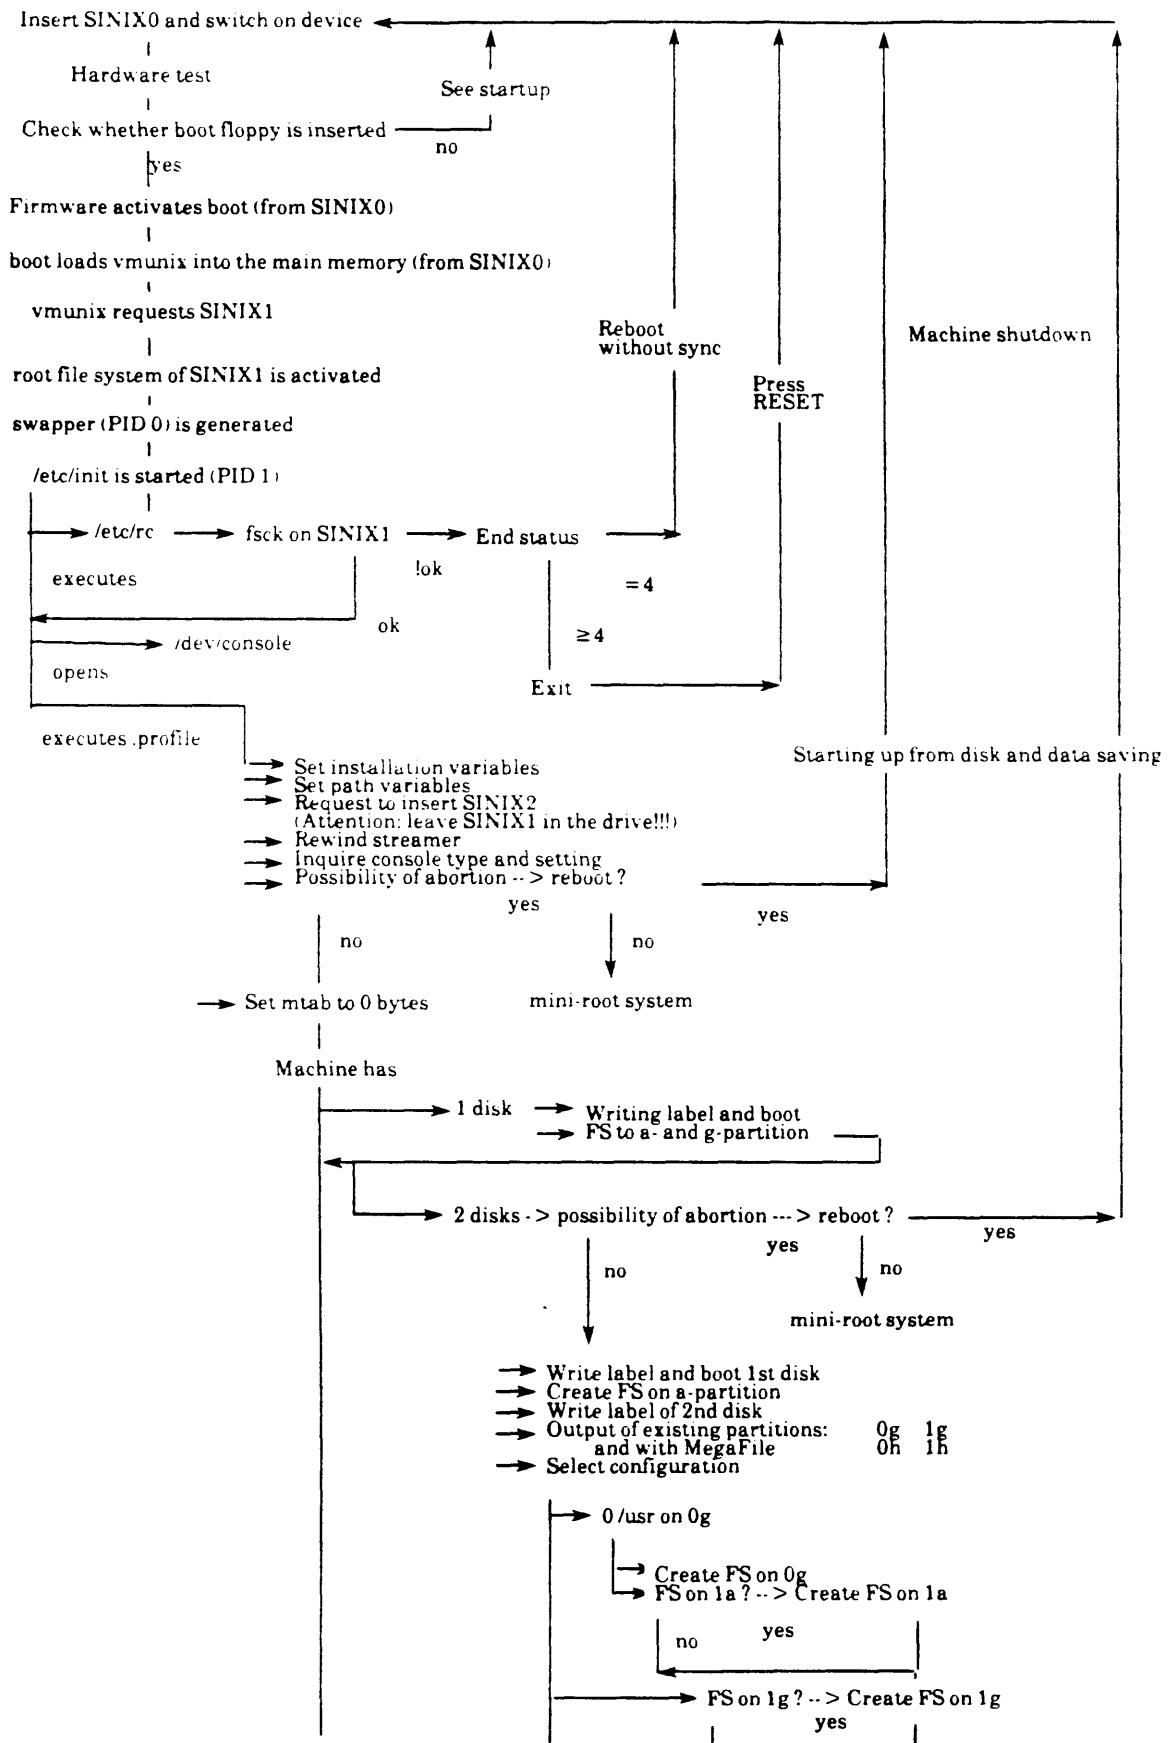 Insert SINIX0 and switch on device
Hardware test
See startup
Check whether boot floppy is inserted
no
yes
Firmware activates boot (from SINIX0)
boot loads vmunix into the main memory (from SINIX0)
vmunix requests SINIX1
Reboot
without sync
Machine shutdown
root file system of SINIX1 is activated
Press
RESET
swapper (PID 0) is generated
/etc/init is started (PID 1)
/etc/rc
fsck on SINIX1
End status
!ok
executes
= 4
ok
≥4
/dev/console
opens
Exit
executes .profile
Starting up from disk and data saving
Set installation variables
Set path variables
Request to insert SINIX2
(Attention: leave SINIX1 in the drive!!!)
Rewind streamer
Inquire console type and setting
Possibility of abortion --> reboot?
yes
yes
no
no
Set mtab to 0 bytes
mini-root system
Machine has
1 disk
Writing label and boot
FS to a- and g-partition
2 disks -> possibility of abortion ---> reboot?
yes
yes
no
no
mini-root system
Write label and boot 1st disk
Create FS on a-partition
Write label of 2nd disk
Output of existing partitions: 0g 1g
and with MegaFile 0h 1h
Select configuration
0 /usr on 0g
Create FS on 0g
FS on 1a? --> Create FS on 1a
yes
no
FS on 1g? --> Create FS on 1g
yes